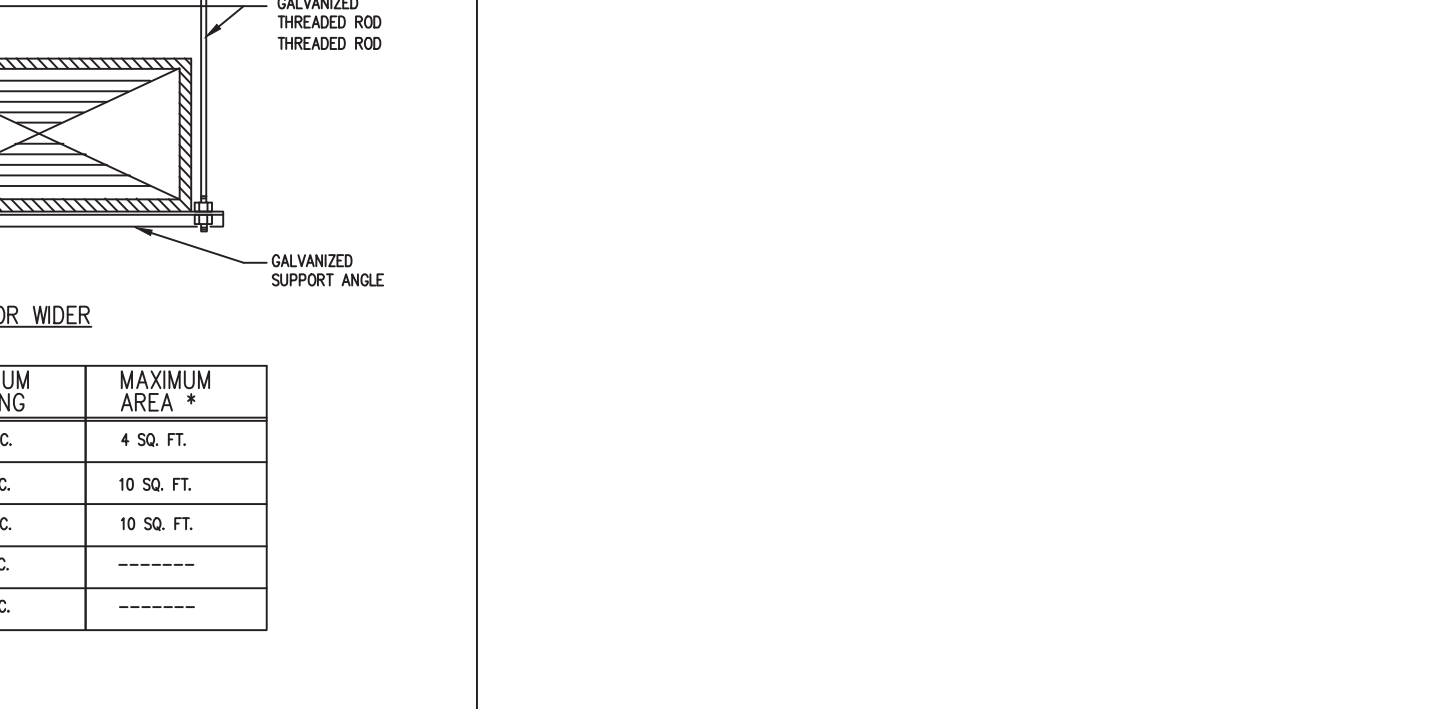 GALVANIZED
THREADED ROD
THREADED ROD
GALVANIZED
SUPPORT ANGLE
OR WIDER
UM
NG
MAXIMUM
AREA *
C.
4 SQ. FT.
C.
10 SQ. FT.
C.
10 SQ. FT.
C.
-------
C.
-------